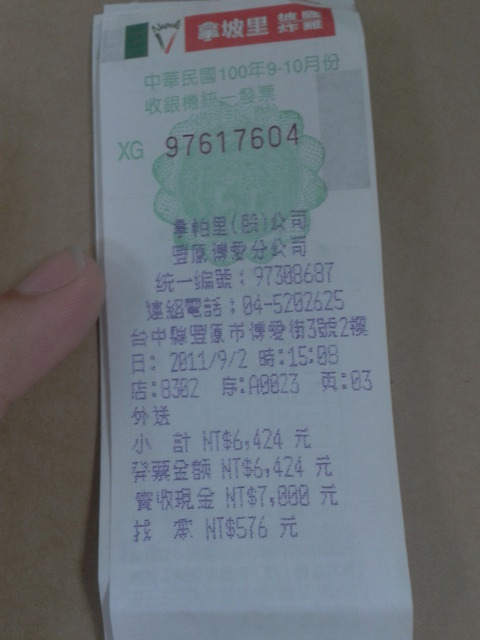 拿坡里 披薩 炸雞
中華民國100年9-10月份
收銀機統一發票
XG 97617604
拿帕里(股)公司
豐原博愛分公司
統一編號：97308687
連絡電話：04-5202625
台中縣豐原市博愛街3號2樓
日: 2011/9/2 時:15:08
店:8302 序:A0023 頁:03
外送
小 計 NT$6,424 元
發票金額 NT$6,424 元
實收現金 NT$7,000 元
找 零 NT$576 元